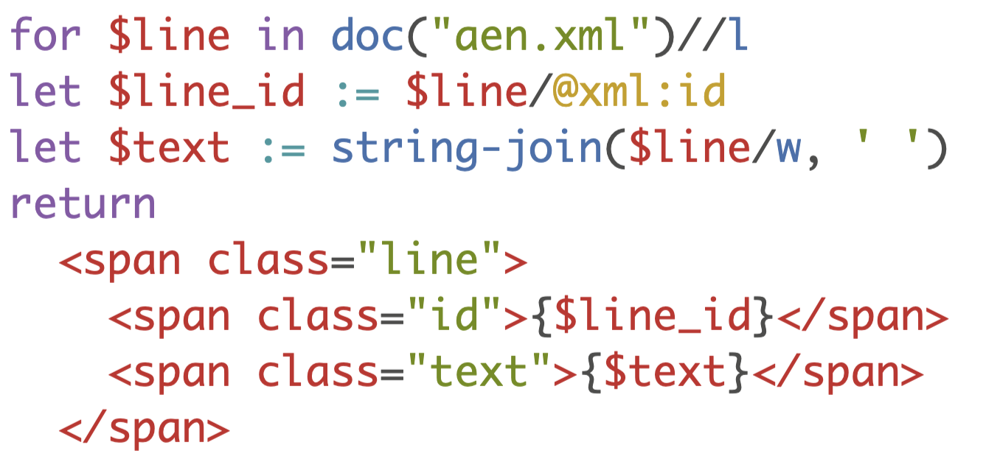 for $line in doc("aen.xml")//l
let $line_id := $line/@xml:id
let $text := string-join($line/w, ' ')
return
  <span class="line">
    <span class="id">{$line_id}</span>
    <span class="text">{$text}</span>
  </span>